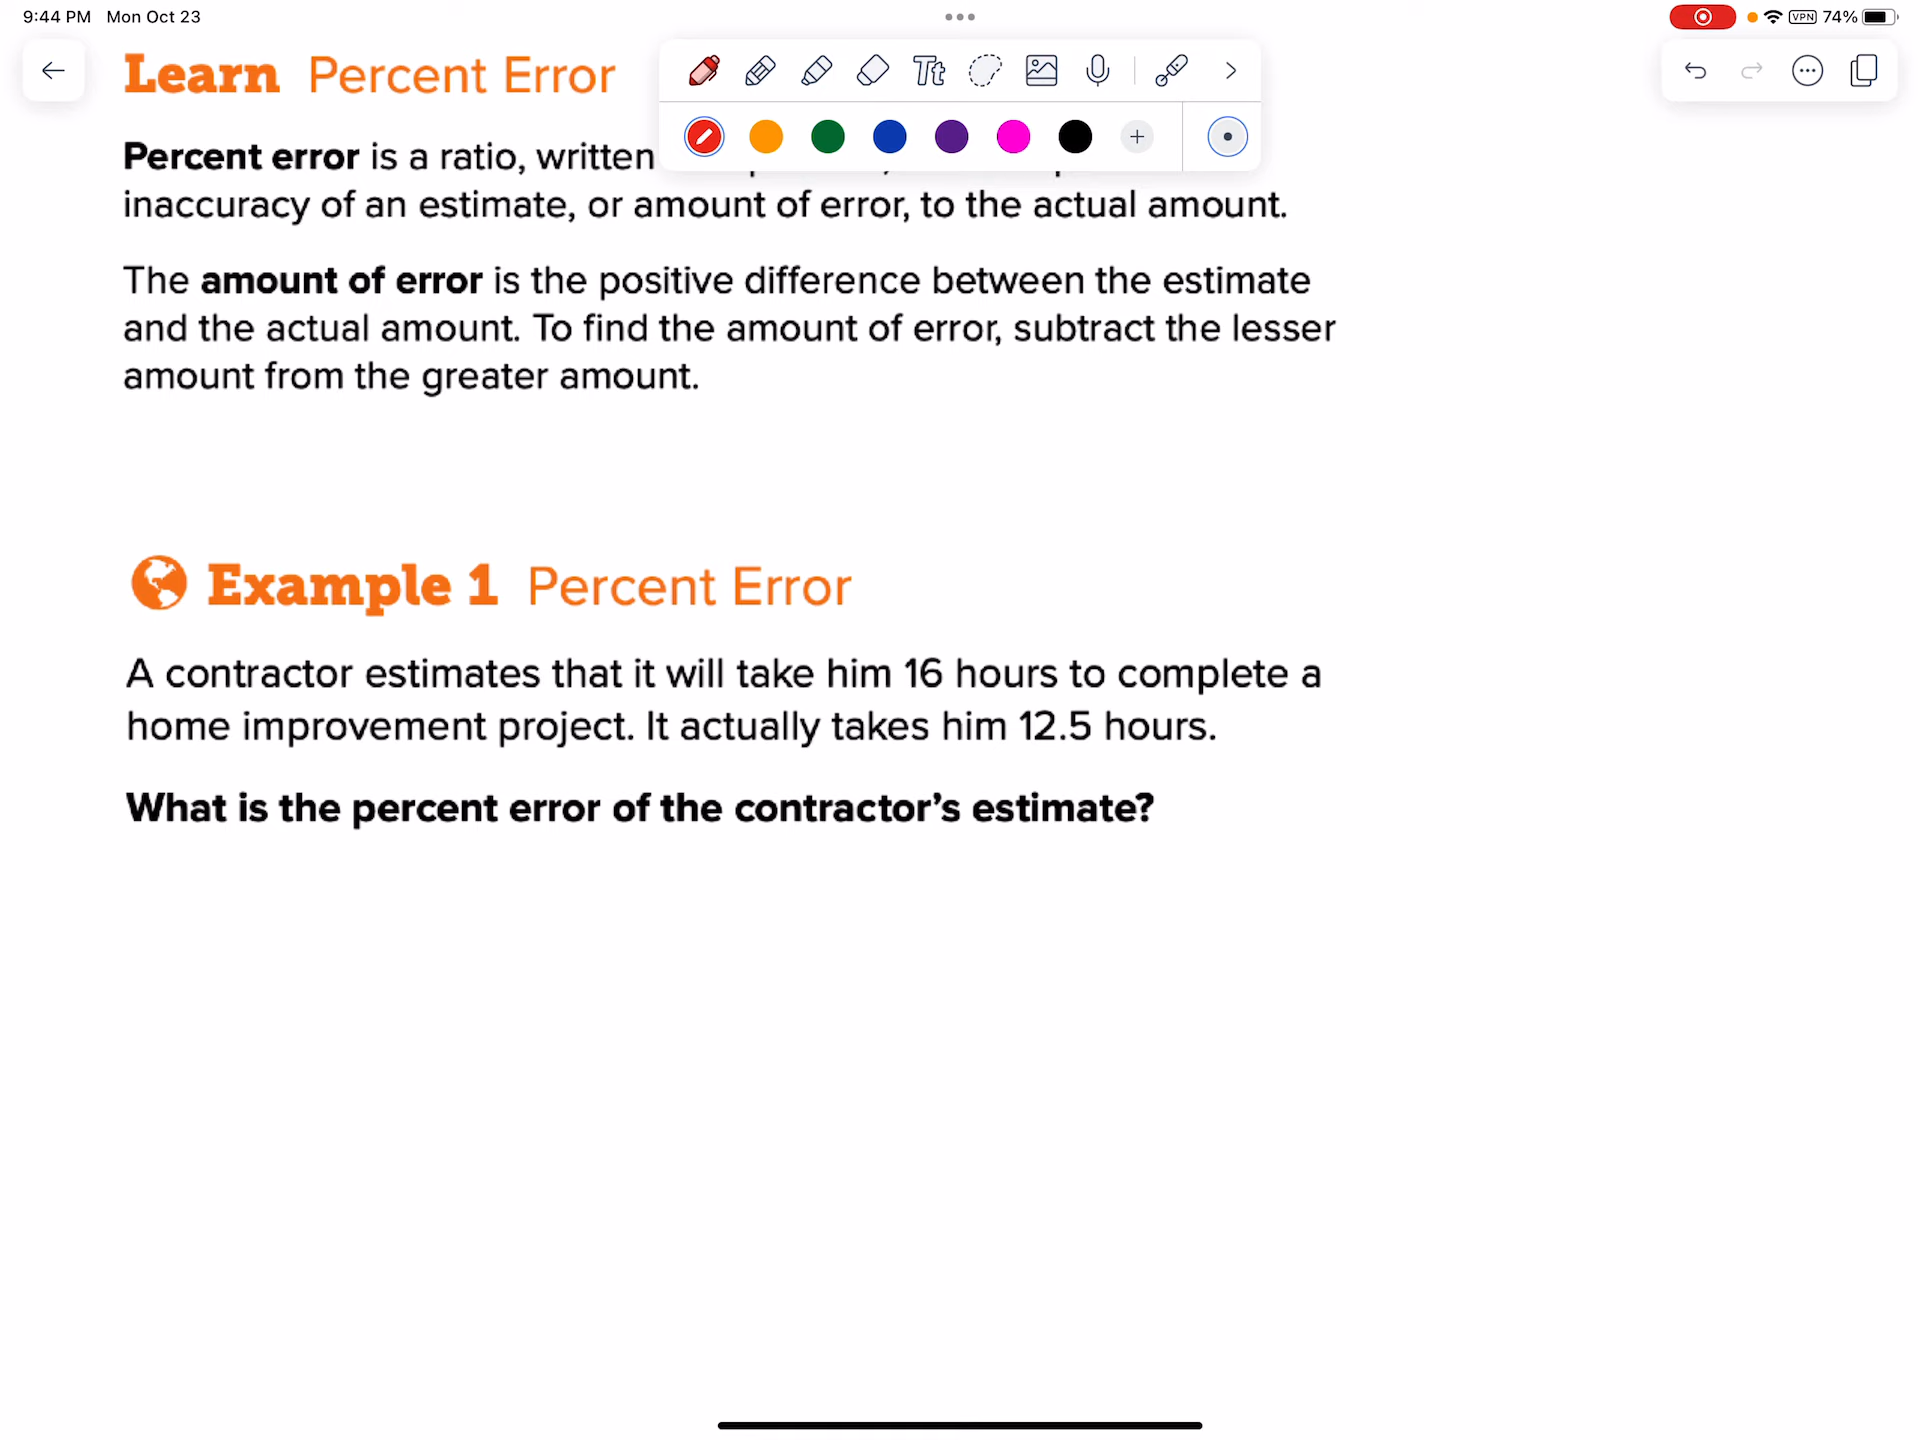 9:44 PM Mon Oct 23
VPN 74%
Learn Percent Error
Tt
Percent error is a ratio, written
inaccuracy of an estimate, or amount of error, to the actual amount.
The amount of error is the positive difference between the estimate
and the actual amount. To find the amount of error, subtract the lesser
amount from the greater amount.
Example 1 Percent Error
A contractor estimates that it will take him 16 hours to complete a
home improvement project. It actually takes him 12.5 hours.
What is the percent error of the contractor’s estimate?